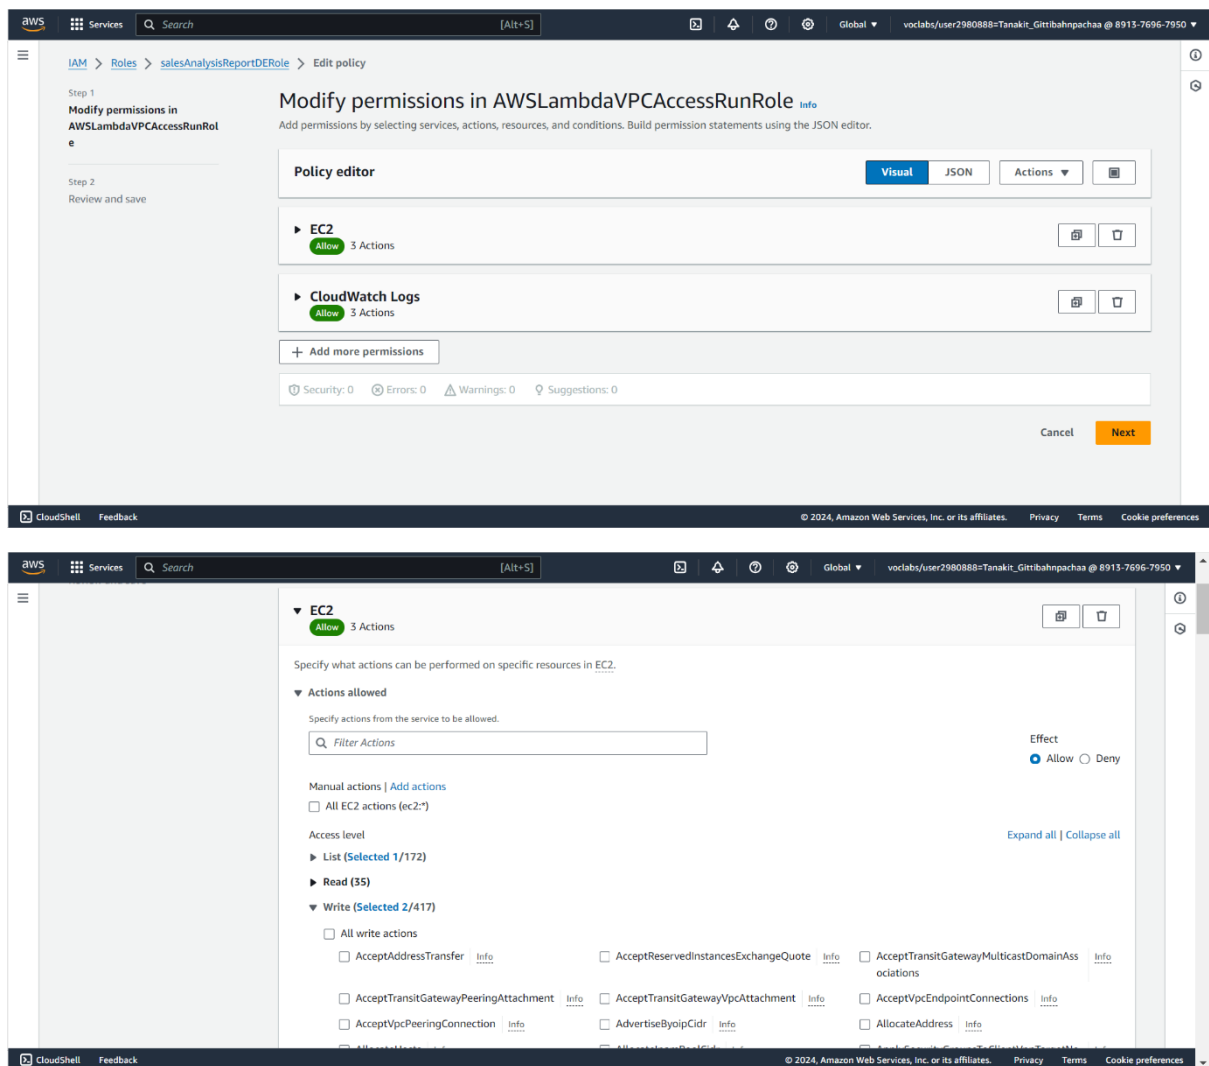 aws Services Search [Alt+S] Global voclabs/user2980888=Tanakit_Gittibahnpachaa @ 8913-7696-7950
IAM > Roles > salesAnalysisReportDERole > Edit policy
Step 1
Modify permissions in
AWSLambdaVPCAccessRunRol
e
Step 2
Review and save
Modify permissions in AWSLambdaVPCAccessRunRole Info
Add permissions by selecting services, actions, resources, and conditions. Build permission statements using the JSON editor.
Policy editor Visual JSON Actions
EC2
Allow 3 Actions
CloudWatch Logs
Allow 3 Actions
+ Add more permissions
Security: 0 Errors: 0 Warnings: 0 Suggestions: 0
Cancel Next
CloudShell Feedback © 2024, Amazon Web Services, Inc. or its affiliates. Privacy Terms Cookie preferences
aws Services Search [Alt+S] Global voclabs/user2980888=Tanakit_Gittibahnpachaa @ 8913-7696-7950
EC2
Allow 3 Actions
Specify what actions can be performed on specific resources in EC2.
Actions allowed
Specify actions from the service to be allowed.
Filter Actions
Effect
Allow Deny
Manual actions | Add actions
All EC2 actions (ec2:*)
Access level Expand all | Collapse all
List (Selected 1/172)
Read (35)
Write (Selected 2/417)
All write actions
AcceptAddressTransfer Info AcceptReservedInstancesExchangeQuote Info AcceptTransitGatewayMulticastDomainAss Info
ociations
AcceptTransitGatewayPeeringAttachment Info AcceptTransitGatewayVpcAttachment Info AcceptVpcEndpointConnections Info
AcceptVpcPeeringConnection Info AdvertiseByoipCidr Info AllocateAddress Info
CloudShell Feedback © 2024, Amazon Web Services, Inc. or its affiliates. Privacy Terms Cookie preferences